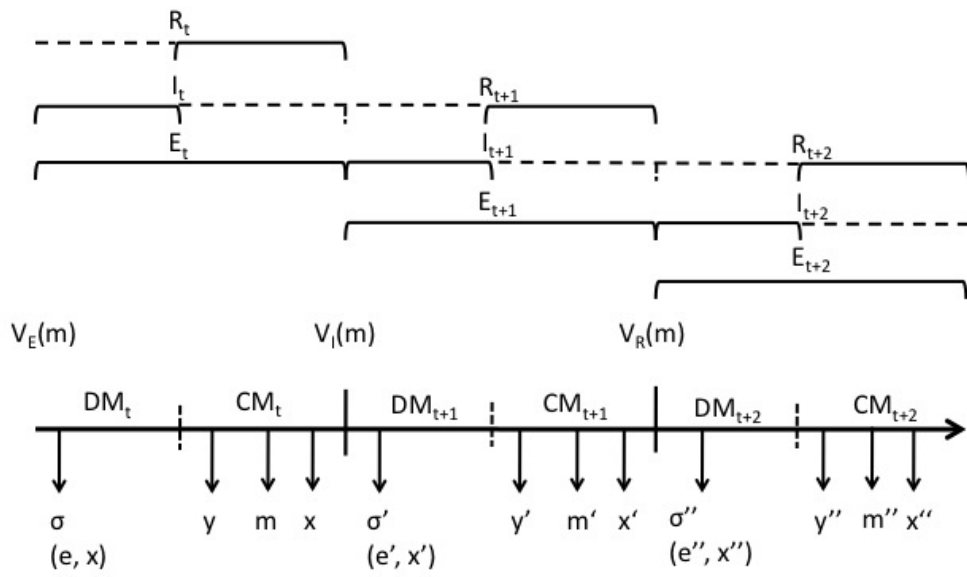 R_t
I_t
R_{t+1}
E_t
I_{t+1}
R_{t+2}
E_{t+1}
I_{t+2}
E_{t+2}
V_E(m) V_I(m) V_R(m)
DM_t CM_t DM_{t+1} CM_{t+1} DM_{t+2} CM_{t+2}
σ y m x σ’ y’ m‘ x‘ σ’’ y’’ m’’ x‘‘
(e, x) (e’, x’) (e’’, x’’)